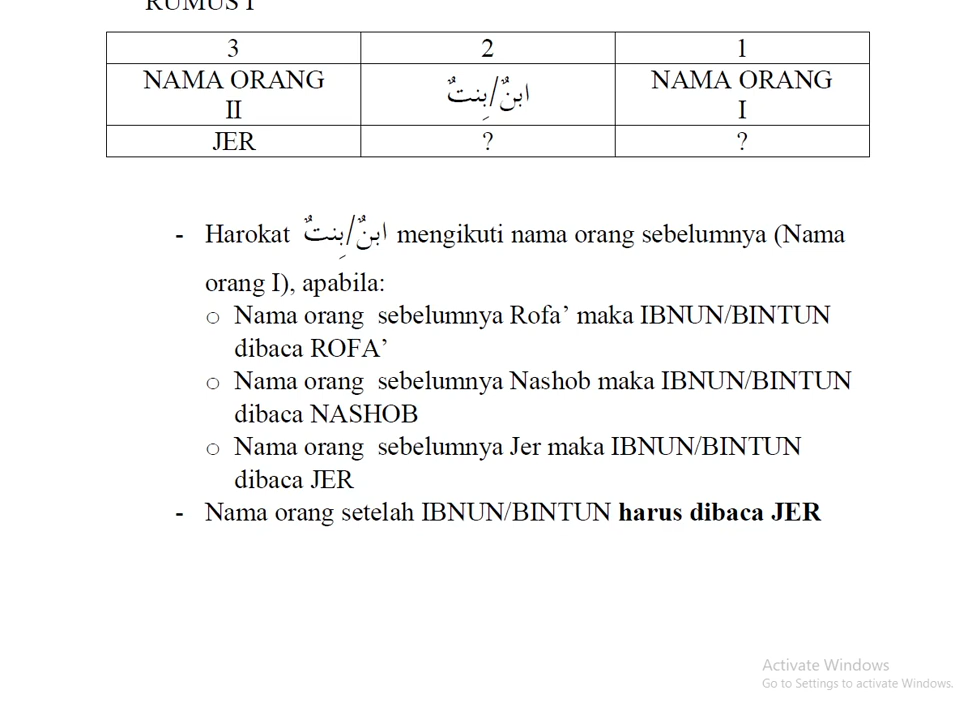 RUMUS I
3 2 1
NAMA ORANG II ابنٌ/بِنتٌ NAMA ORANG I
JER ? ?
- Harokat ابنٌ/بِنتٌ mengikuti nama orang sebelumnya (Nama
orang I), apabila:
○ Nama orang sebelumnya Rofa’ maka IBNUN/BINTUN
dibaca ROFA’
○ Nama orang sebelumnya Nashob maka IBNUN/BINTUN
dibaca NASHOB
○ Nama orang sebelumnya Jer maka IBNUN/BINTUN
dibaca JER
- Nama orang setelah IBNUN/BINTUN harus dibaca JER
Activate Windows
Go to Settings to activate Windows.